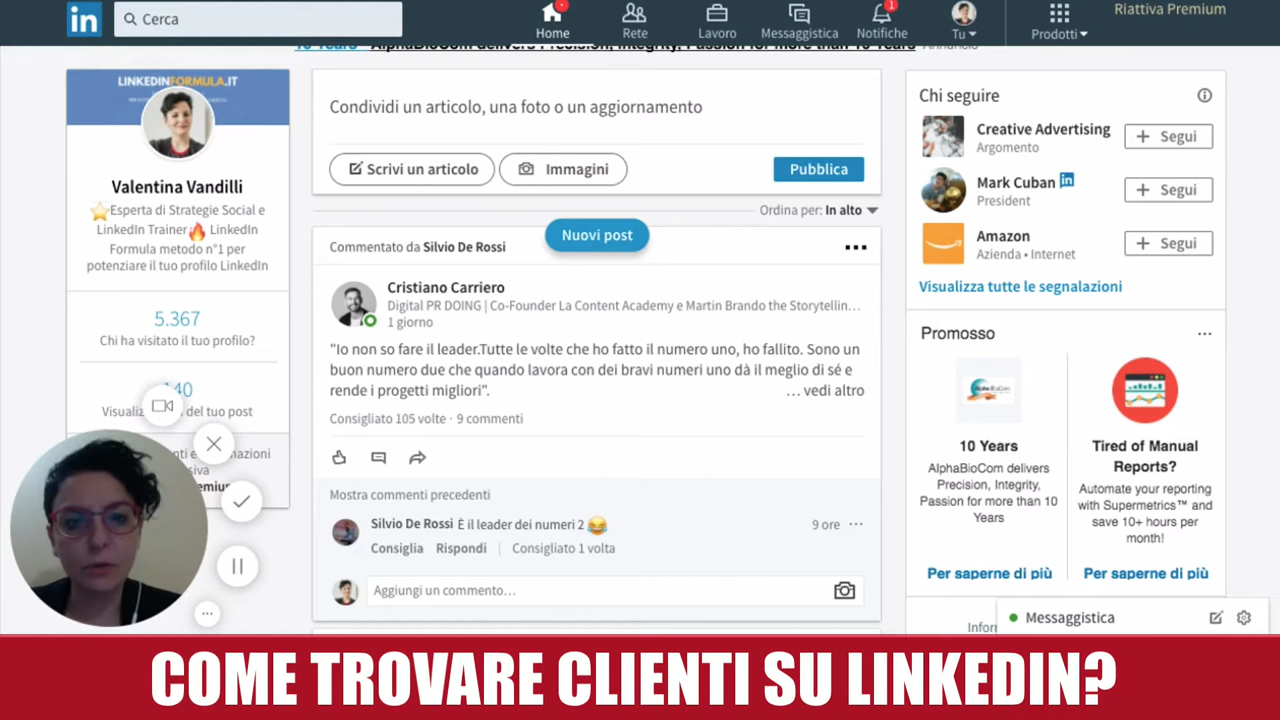 in
Cerca
Home
Rete
Lavoro
Messaggistica
1
Notifiche
Tu
Prodotti
Riattiva Premium
10 Years AlphaBioCom delivers Precision, Integrity, Passion for more than 10 Years Annuncio
LINKEDINFORMULA.IT
Valentina Vandilli
⭐Esperta di Strategie Social e
LinkedIn Trainer🔥 LinkedIn
Formula metodo n°1 per
potenziare il tuo profilo LinkedIn
5.367
Chi ha visitato il tuo profilo?
40
del tuo post
Condividi un articolo, una foto o un aggiornamento
Scrivi un articolo
Immagini
Pubblica
Ordina per: In alto
Nuovi post
Commentato da Silvio De Rossi
Cristiano Carriero
Digital PR DOING | Co-Founder La Content Academy e Martin Brando the Storytellin…
1 giorno
"Io non so fare il leader.Tutte le volte che ho fatto il numero uno, ho fallito. Sono un
buon numero due che quando lavora con dei bravi numeri uno dà il meglio di sé e
rende i progetti migliori". … vedi altro
Consigliato 105 volte · 9 commenti
Mostra commenti precedenti
Silvio De Rossi È il leader dei numeri 2 😂 9 ore
Consiglia Rispondi Consigliato 1 volta
Aggiungi un commento…
Chi seguire
Creative Advertising
Argomento
Segui
Mark Cuban in
President
Segui
Amazon
Azienda • Internet
Segui
Visualizza tutte le segnalazioni
Promosso
10 Years
AlphaBioCom delivers
Precision, Integrity,
Passion for more than 10
Years
Per saperne di più
Tired of Manual
Reports?
Automate your reporting
with Supermetrics™ and
save 10+ hours per
month!
Per saperne di più
Messaggistica
COME TROVARE CLIENTI SU LINKEDIN?